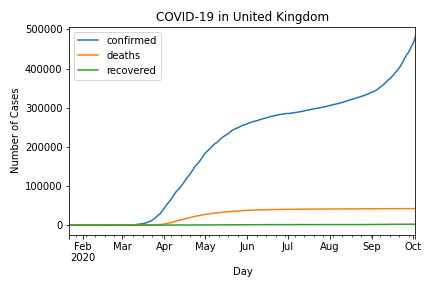 COVID-19 in United Kingdom
confirmed
deaths
recovered
Number of Cases
500000
400000
300000
200000
100000
0
Feb Mar Apr May Jun Jul Aug Sep Oct
2020
Day